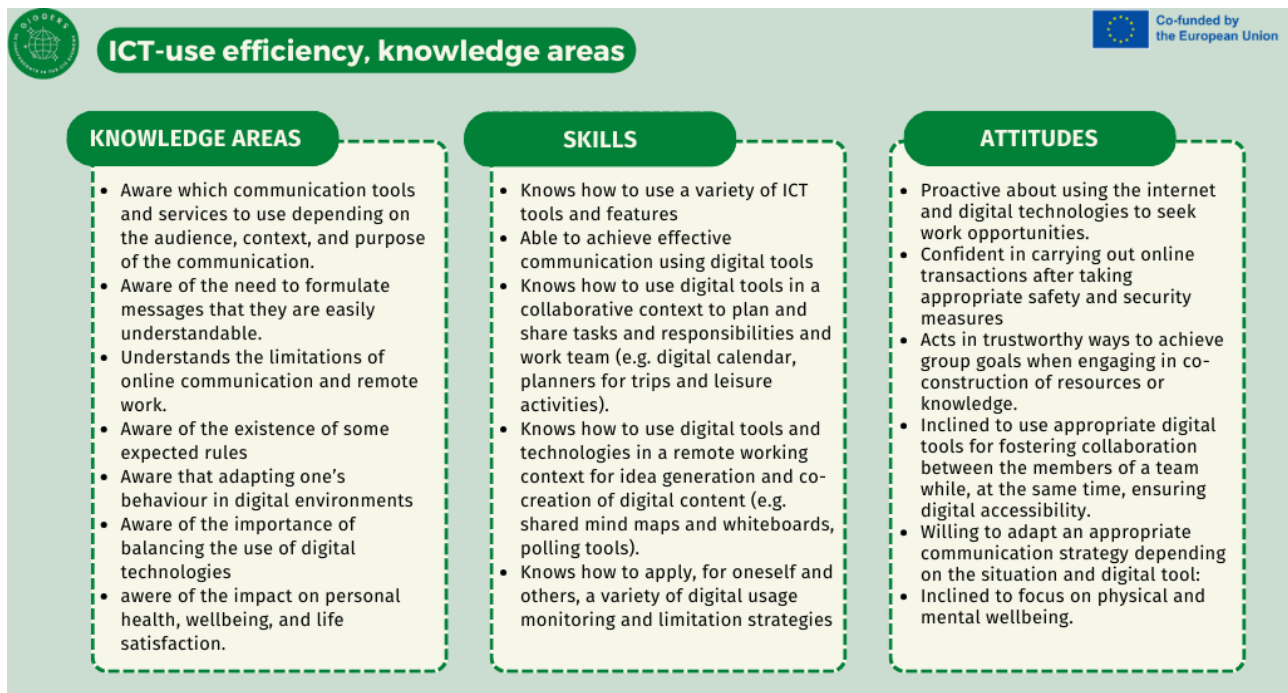 GIGGERS
ICT-use efficiency, knowledge areas
Co-funded by
the European Union
KNOWLEDGE AREAS
• Aware which communication tools
and services to use depending on
the audience, context, and purpose
of the communication.
• Aware of the need to formulate
messages that they are easily
understandable.
• Understands the limitations of
online communication and remote
work.
• Aware of the existence of some
expected rules
• Aware that adapting one's
behaviour in digital environments
• Aware of the importance of
balancing the use of digital
technologies
• awere of the impact on personal
health, wellbeing, and life
satisfaction.
SKILLS
• Knows how to use a variety of ICT
tools and features
• Able to achieve effective
communication using digital tools
• Knows how to use digital tools in a
collaborative context to plan and
share tasks and responsibilities and
work team (e.g. digital calendar,
planners for trips and leisure
activities).
• Knows how to use digital tools and
technologies in a remote working
context for idea generation and co-
creation of digital content (e.g.
shared mind maps and whiteboards,
polling tools).
• Knows how to apply, for oneself and
others, a variety of digital usage
monitoring and limitation strategies
ATTITUDES
• Proactive about using the internet
and digital technologies to seek
work opportunities.
• Confident in carrying out online
transactions after taking
appropriate safety and security
measures
• Acts in trustworthy ways to achieve
group goals when engaging in co-
construction of resources or
knowledge.
• Inclined to use appropriate digital
tools for fostering collaboration
between the members of a team
while, at the same time, ensuring
digital accessibility.
• Willing to adapt an appropriate
communication strategy depending
on the situation and digital tool:
• Inclined to focus on physical and
mental wellbeing.